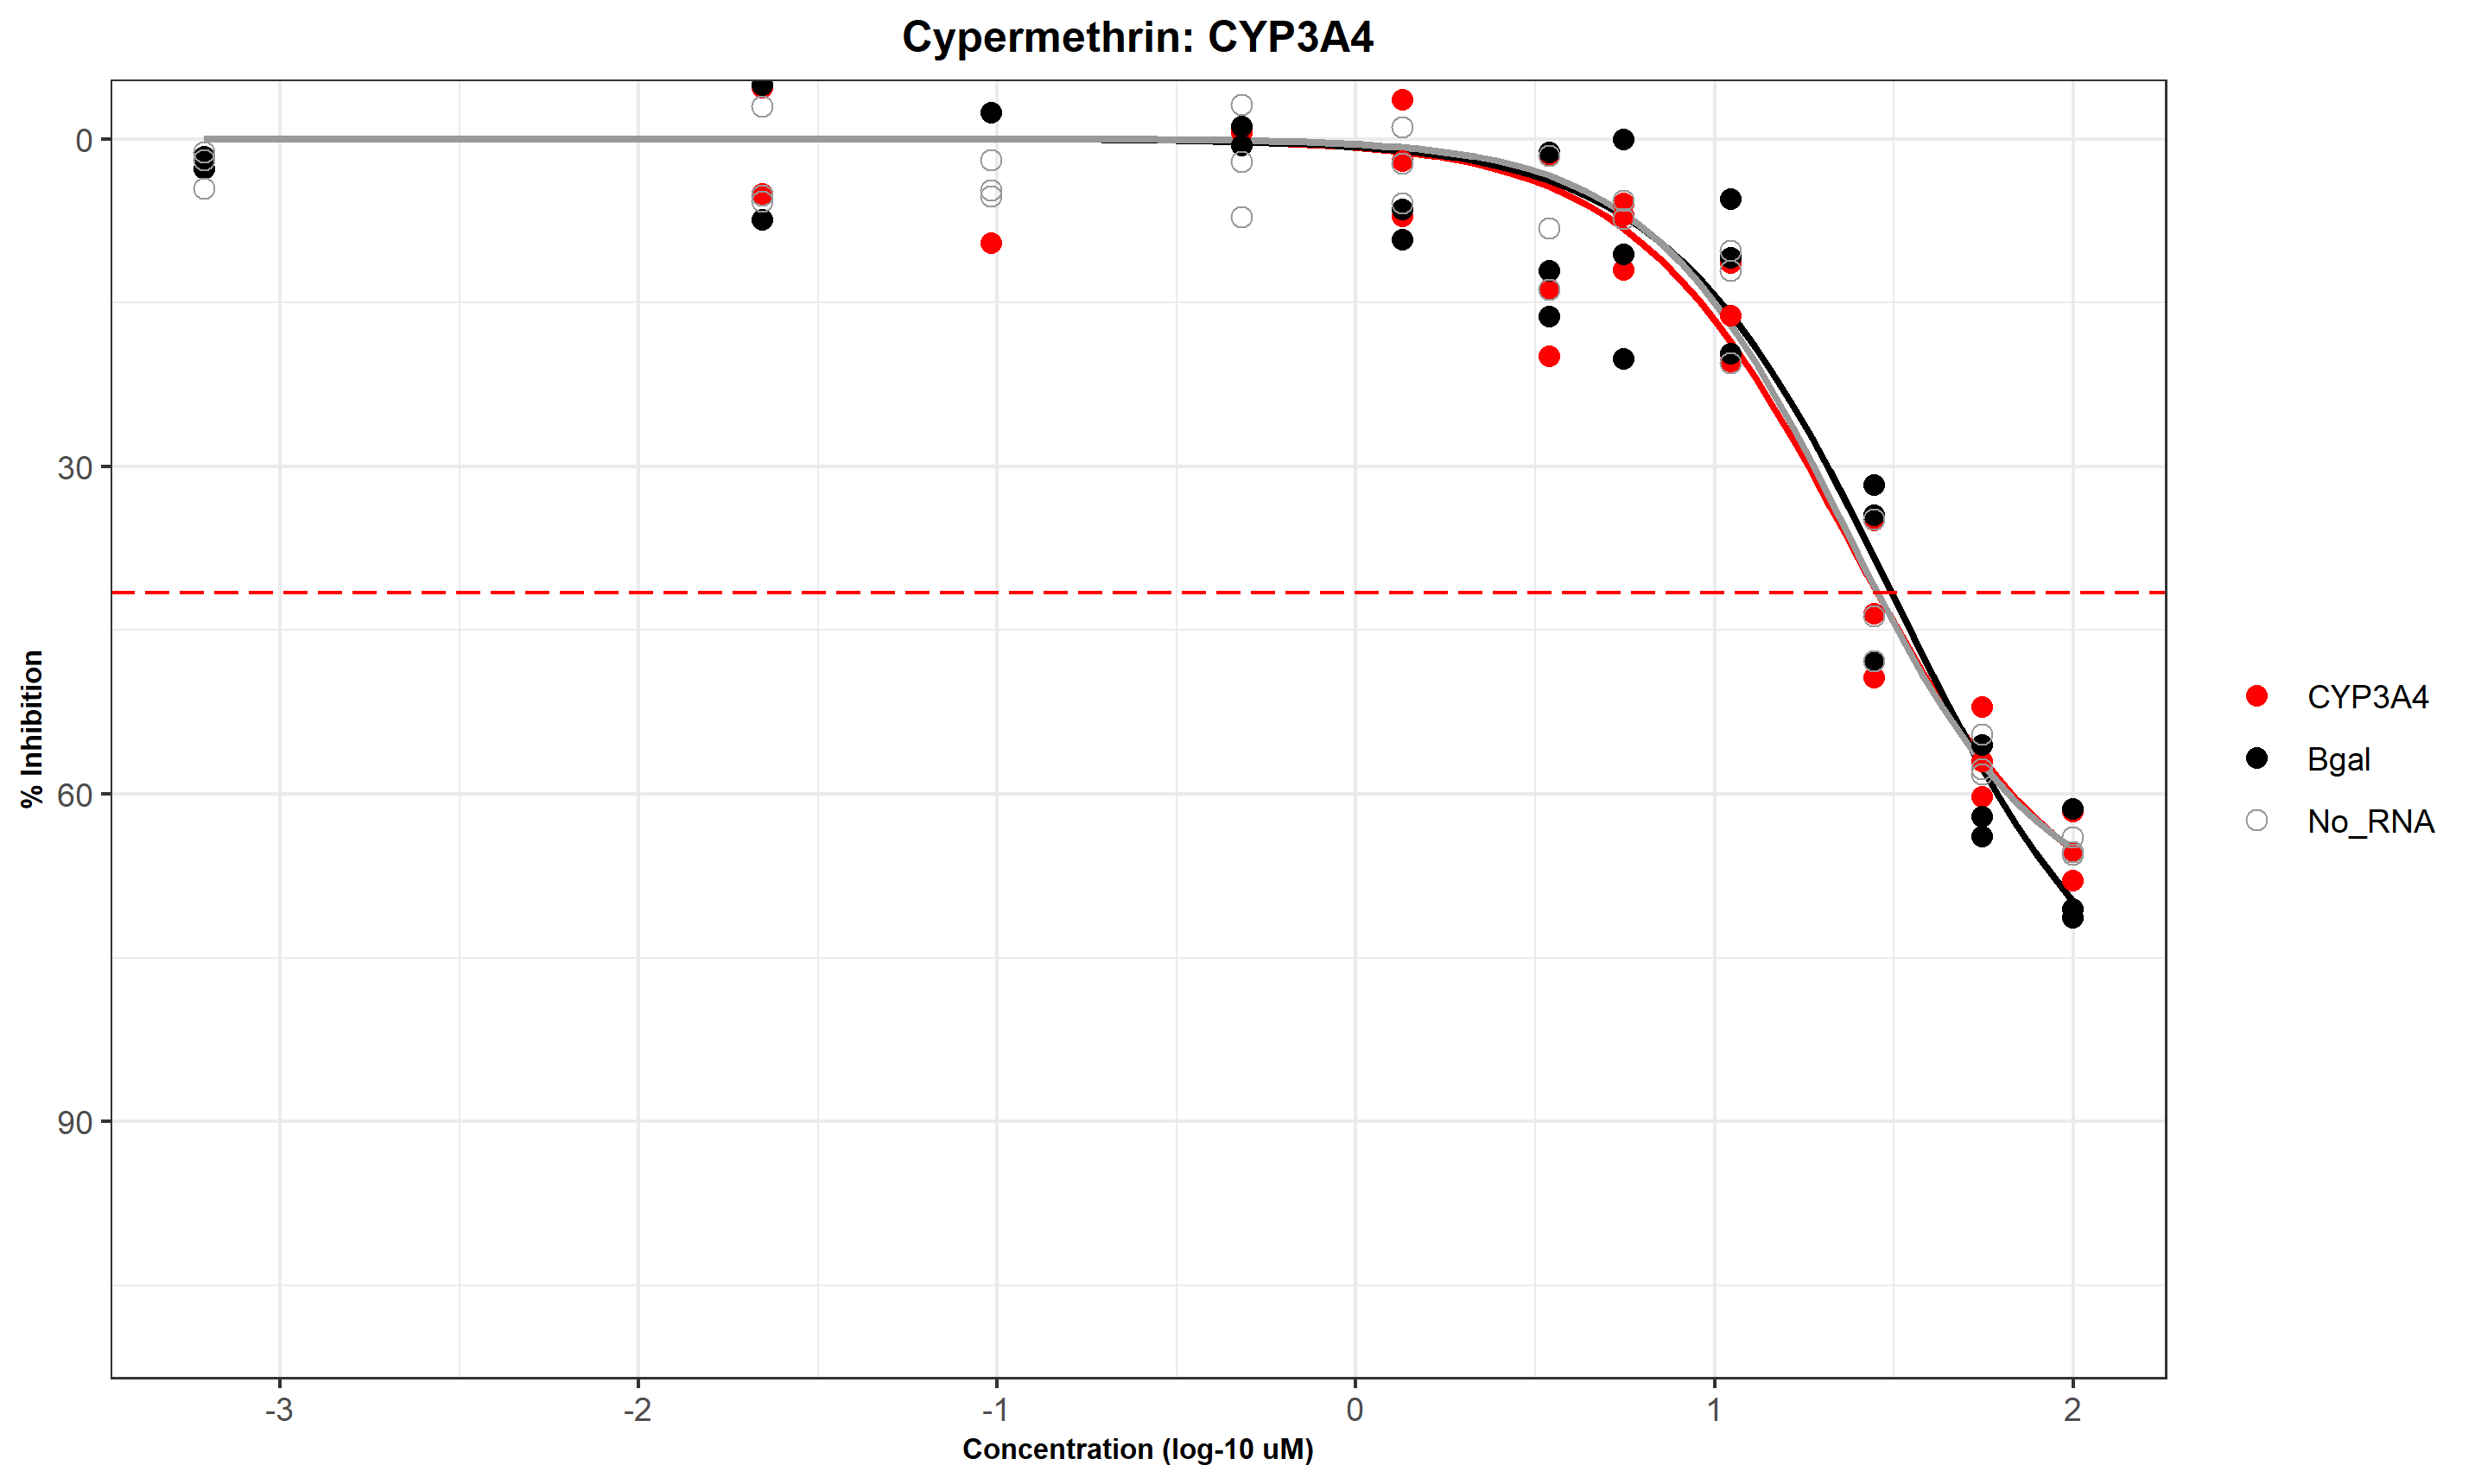 Cypermethrin: CYP3A4
0
30
60
90
% Inhibition
-3
-2
-1
0
1
2
Concentration (log-10 uM)
CYP3A4
Bgal
No_RNA